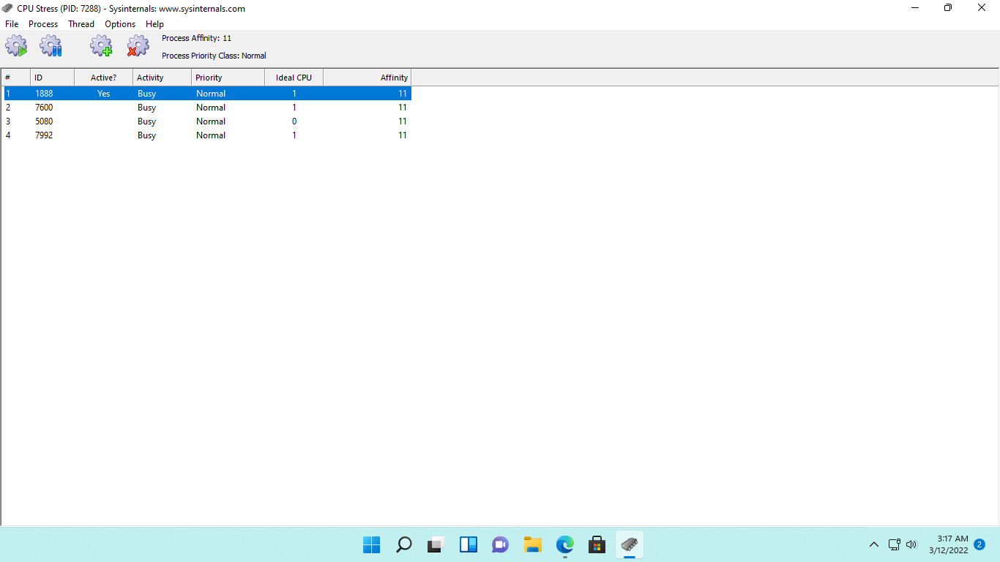 CPU Stress (PID: 7288) - Sysinternals: www.sysinternals.com
File Process Thread Options Help
Process Affinity: 11
Process Priority Class: Normal
# ID Active? Activity Priority Ideal CPU Affinity
1 1888 Yes Busy Normal 1 11
2 7600 Busy Normal 1 11
3 5080 Busy Normal 0 11
4 7992 Busy Normal 1 11
3:17 AM
3/12/2022
2